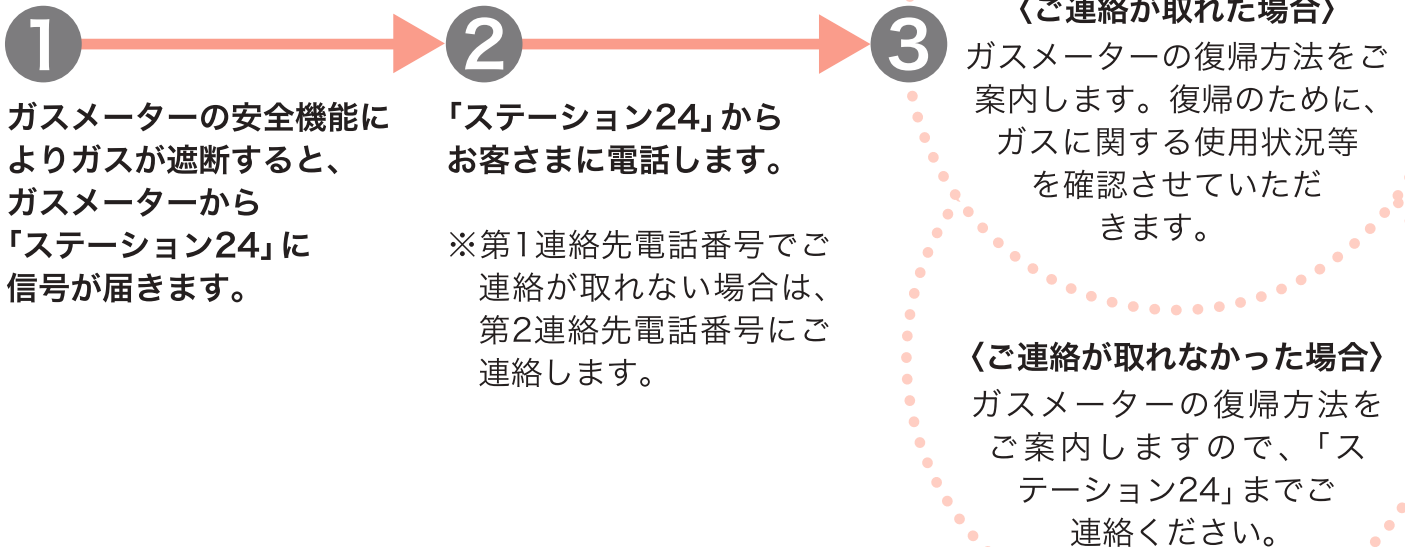 1
ガスメーターの安全機能に
よりガスが遮断すると、
ガスメーターから
「ステーション24」に
信号が届きます。
2
「ステーション24」から
お客さまに電話します。
※第1連絡先電話番号でご
連絡が取れない場合は、
第2連絡先電話番号にご
連絡します。
3
〈ご連絡が取れた場合〉
ガスメーターの復帰方法をご
案内します。復帰のために、
ガスに関する使用状況等
を確認させていただ
きます。
〈ご連絡が取れなかった場合〉
ガスメーターの復帰方法を
ご案内しますので、「ス
テーション24」までご
連絡ください。